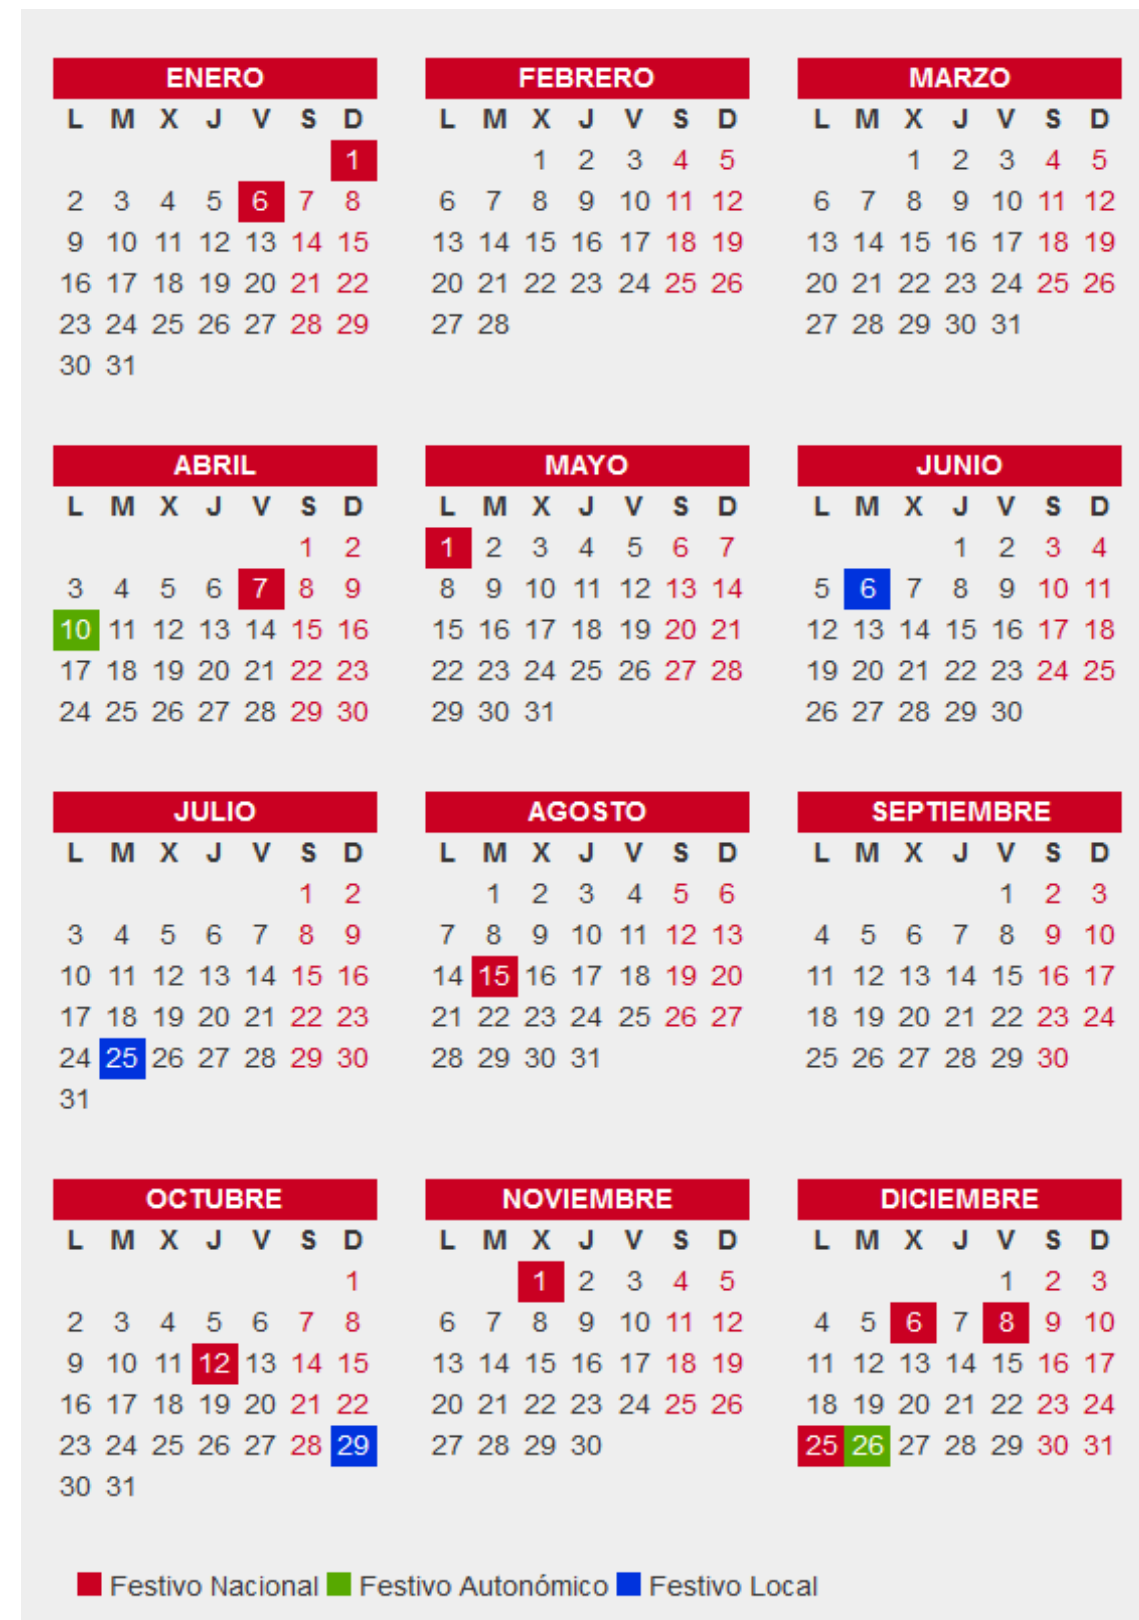 ENERO FEBRERO MARZO
L M X J V S D L M X J V S D L M X J V S D
1 1 2 3 4 5 1 2 3 4 5
2 3 4 5 6 7 8 6 7 8 9 10 11 12 6 7 8 9 10 11 12
9 10 11 12 13 14 15 13 14 15 16 17 18 19 13 14 15 16 17 18 19
16 17 18 19 20 21 22 20 21 22 23 24 25 26 20 21 22 23 24 25 26
23 24 25 26 27 28 29 27 28 27 28 29 30 31
30 31
ABRIL MAYO JUNIO
L M X J V S D L M X J V S D L M X J V S D
1 2 1 2 3 4 5 6 7 1 2 3 4
3 4 5 6 7 8 9 8 9 10 11 12 13 14 5 6 7 8 9 10 11
10 11 12 13 14 15 16 15 16 17 18 19 20 21 12 13 14 15 16 17 18
17 18 19 20 21 22 23 22 23 24 25 26 27 28 19 20 21 22 23 24 25
24 25 26 27 28 29 30 29 30 31 26 27 28 29 30
JULIO AGOSTO SEPTIEMBRE
L M X J V S D L M X J V S D L M X J V S D
1 2 1 2 3 4 5 6 1 2 3
3 4 5 6 7 8 9 7 8 9 10 11 12 13 4 5 6 7 8 9 10
10 11 12 13 14 15 16 14 15 16 17 18 19 20 11 12 13 14 15 16 17
17 18 19 20 21 22 23 21 22 23 24 25 26 27 18 19 20 21 22 23 24
24 25 26 27 28 29 30 28 29 30 31 25 26 27 28 29 30
31
OCTUBRE NOVIEMBRE DICIEMBRE
L M X J V S D L M X J V S D L M X J V S D
1 1 2 3 4 5 1 2 3
2 3 4 5 6 7 8 6 7 8 9 10 11 12 4 5 6 7 8 9 10
9 10 11 12 13 14 15 13 14 15 16 17 18 19 11 12 13 14 15 16 17
16 17 18 19 20 21 22 20 21 22 23 24 25 26 18 19 20 21 22 23 24
23 24 25 26 27 28 29 27 28 29 30 25 26 27 28 29 30 31
30 31
Festivo Nacional Festivo Autonómico Festivo Local